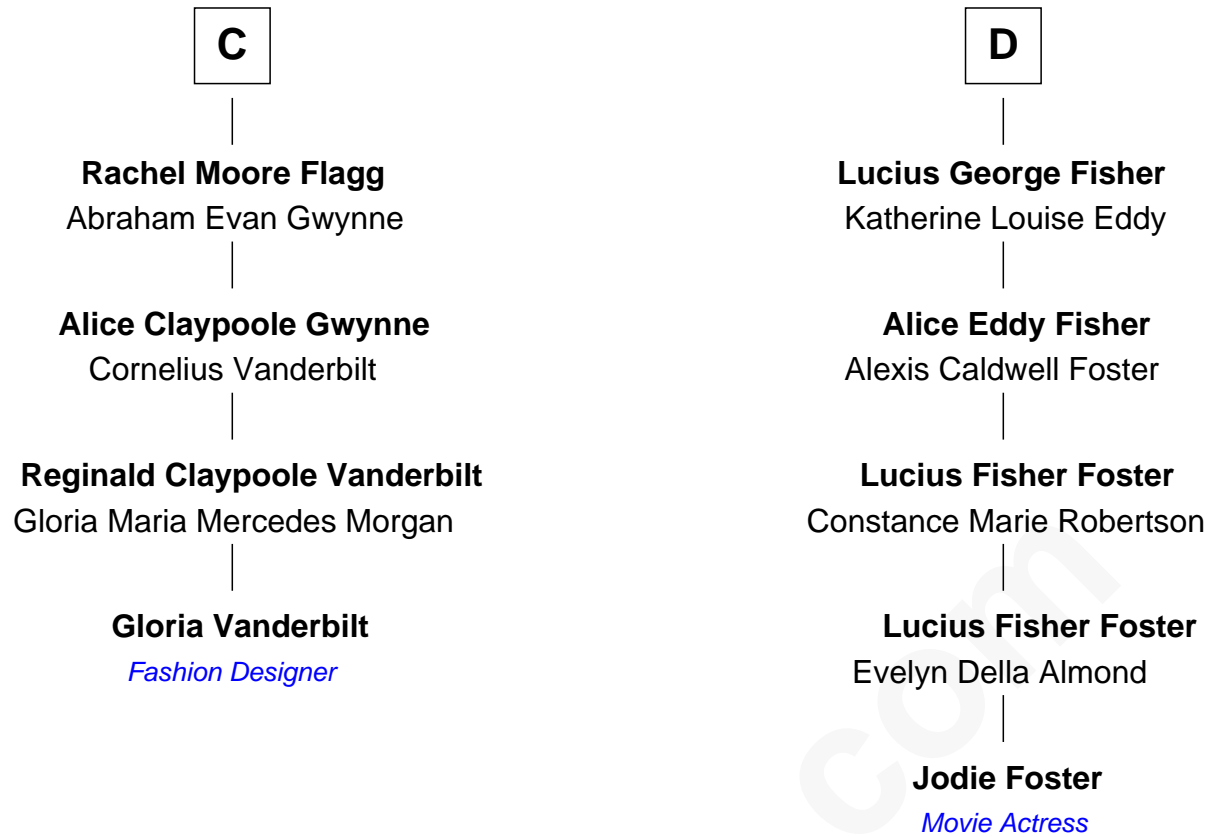 C
Rachel Moore Flagg
Abraham Evan Gwynne
Alice Claypoole Gwynne
Cornelius Vanderbilt
Reginald Claypoole Vanderbilt
Gloria Maria Mercedes Morgan
Gloria Vanderbilt
Fashion Designer
D
Lucius George Fisher
Katherine Louise Eddy
Alice Eddy Fisher
Alexis Caldwell Foster
Lucius Fisher Foster
Constance Marie Robertson
Lucius Fisher Foster
Evelyn Della Almond
Jodie Foster
Movie Actress
com